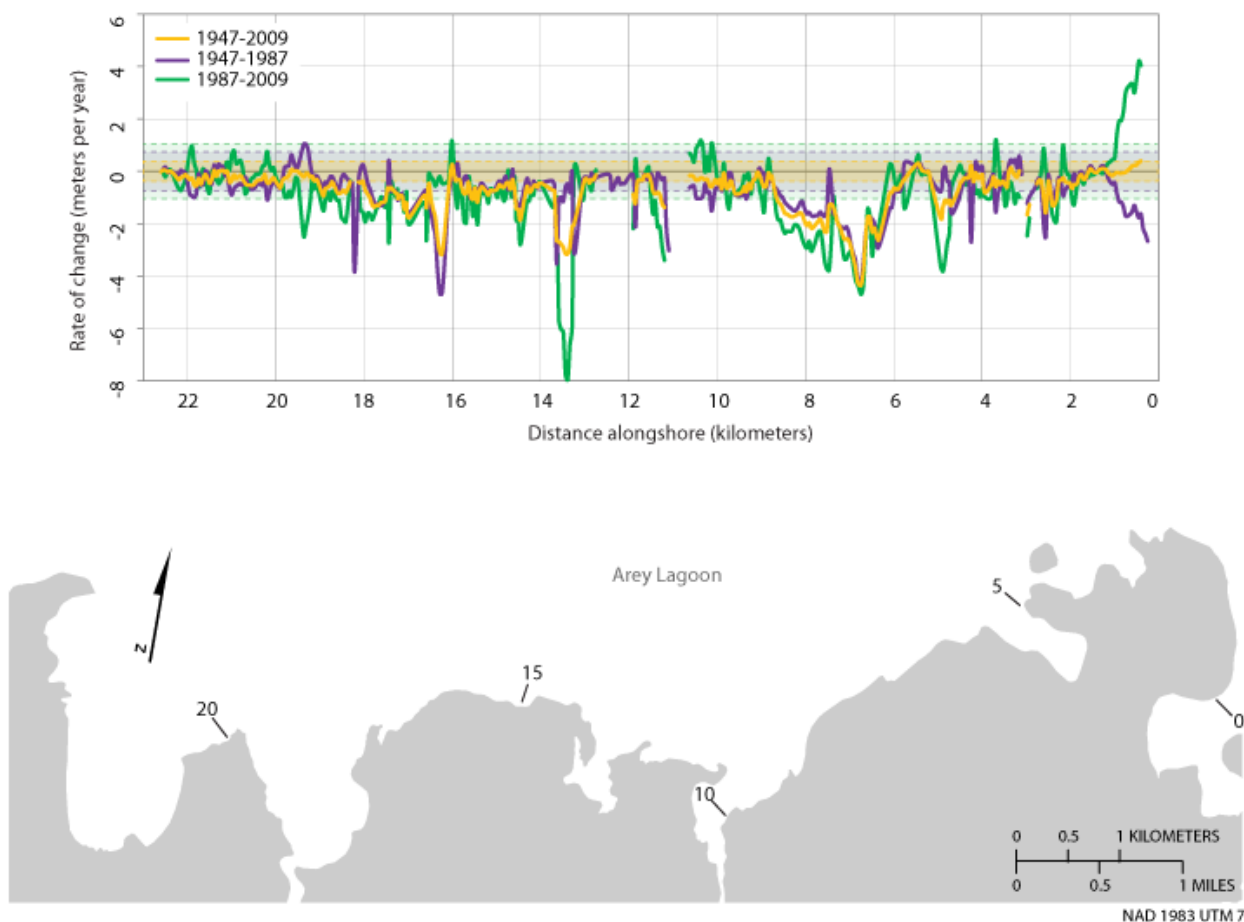 Rate of change (meters per year)
6
4
2
0
-2
-4
-6
-8
1947-2009
1947-1987
1987-2009
22 20 18 16 14 12 10 8 6 4 2 0
Distance alongshore (kilometers)
Arey Lagoon
N
5
15
20
0
10
0 0.5 1 KILOMETERS
0 0.5 1 MILES
NAD 1983 UTM 7